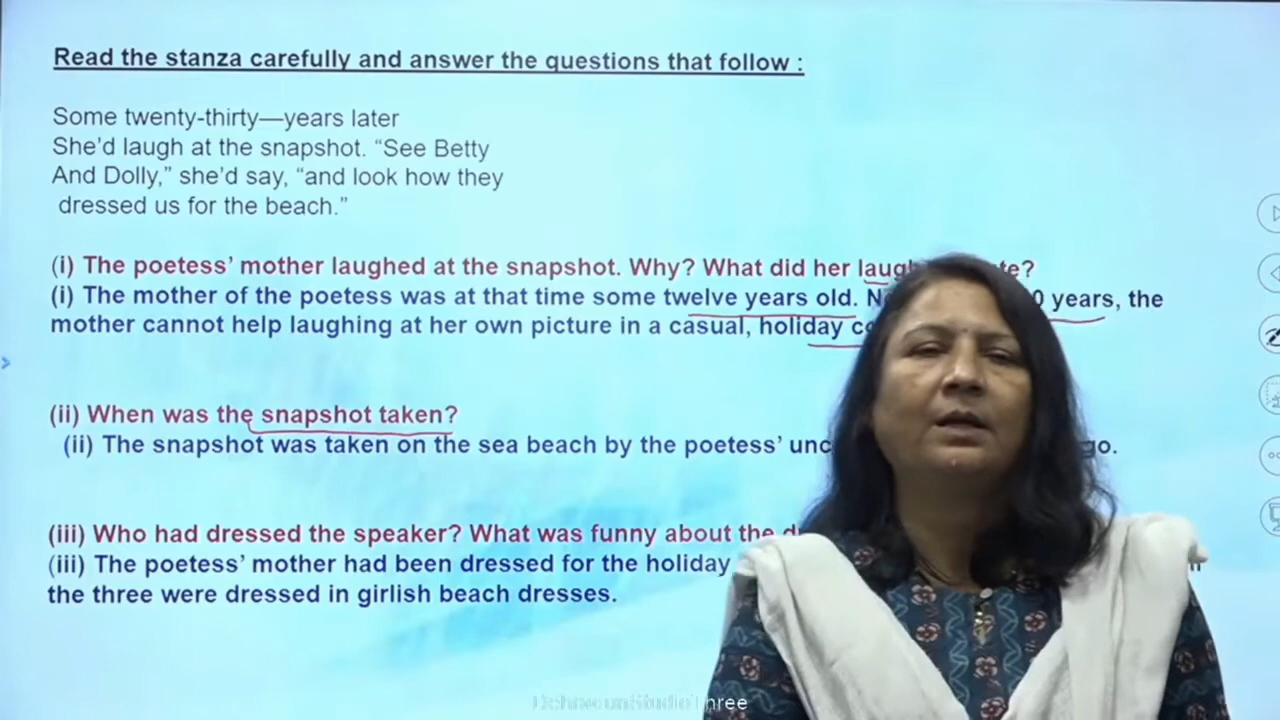 Read the stanza carefully and answer the questions that follow :
Some twenty-thirty—years later
She’d laugh at the snapshot. “See Betty
And Dolly,” she’d say, “and look how they
dressed us for the beach.”
(i) The poetess’ mother laughed at the snapshot. Why? What did her
(i) The mother of the poetess was at that time some twelve years old. years, the
mother cannot help laughing at her own picture in a casual, holiday
(ii) When was the snapshot taken?
(ii) The snapshot was taken on the sea beach by the poetess’
(iii) Who had dressed the speaker? What was funny about the
(iii) The poetess’ mother had been dressed for the holiday
the three were dressed in girlish beach dresses.